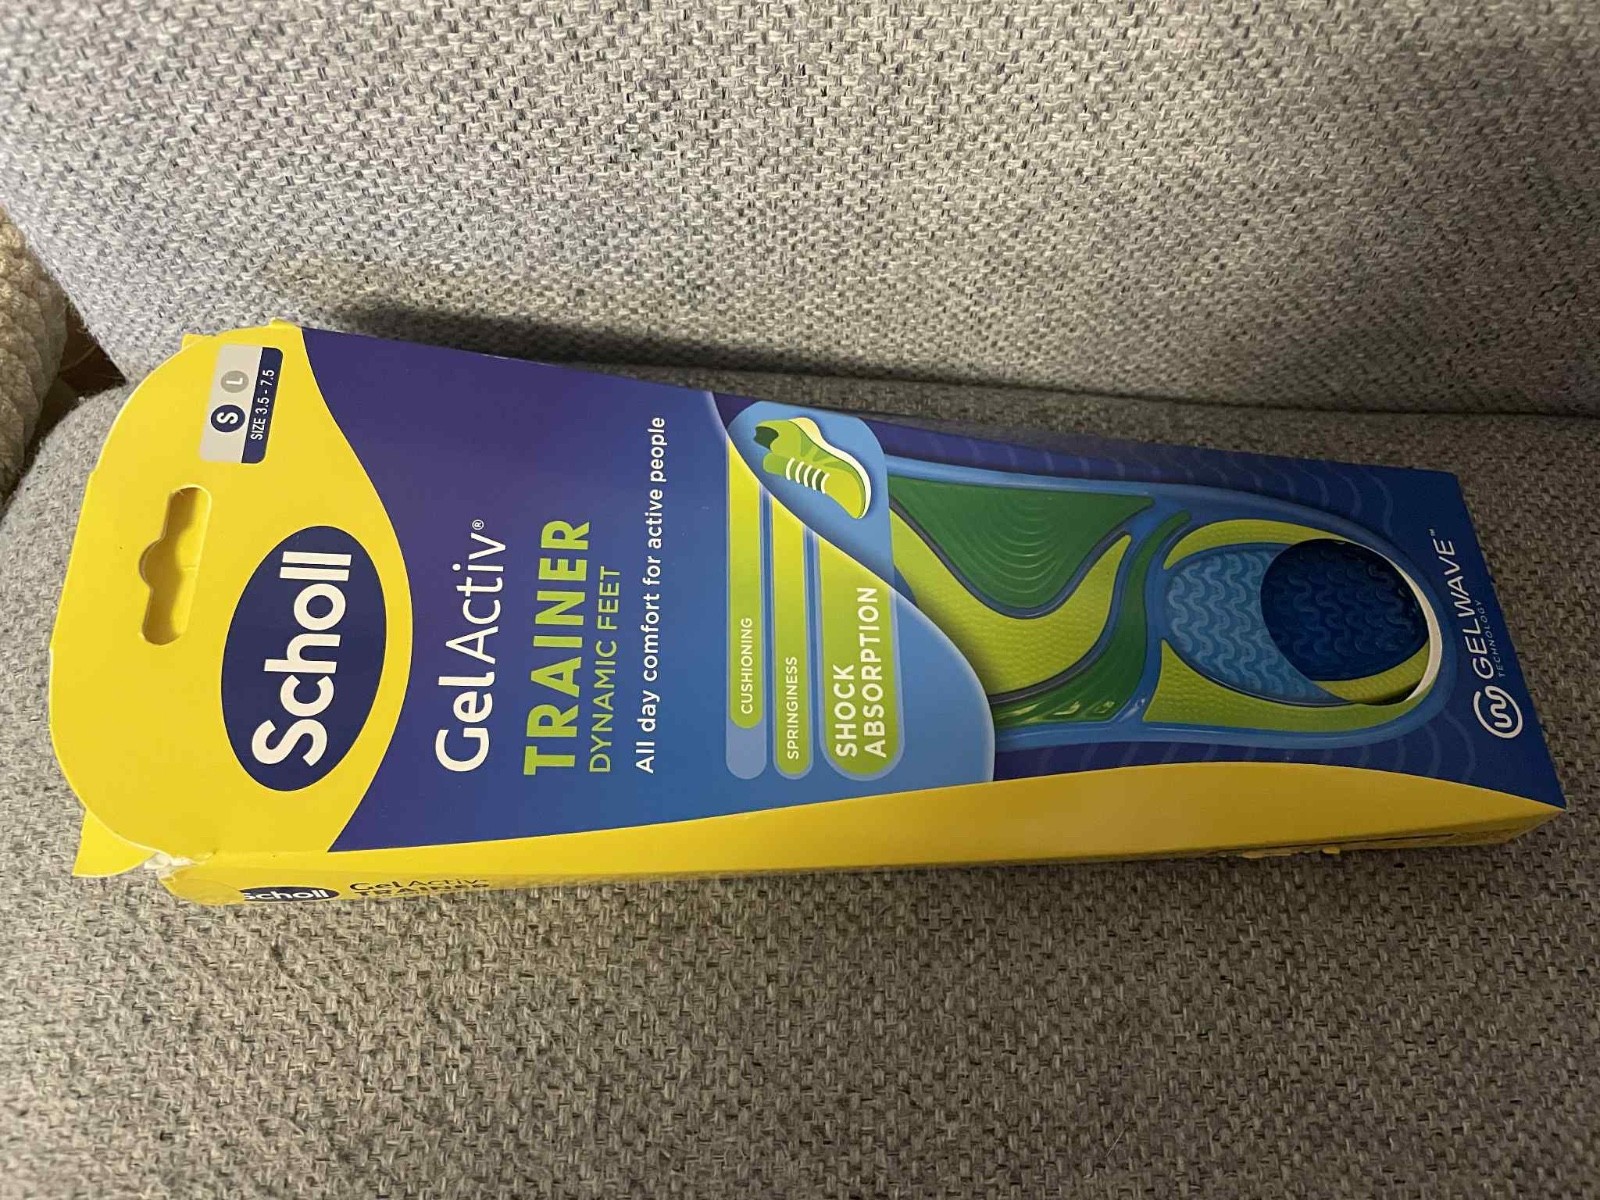 S L
SIZE 3.5 - 7.5
Scholl
GelActiv®
TRAINER
DYNAMIC FEET
All day comfort for active people
CUSHIONING
SPRINGINESS
SHOCK
ABSORPTION
GELWAVE™
TECHNOLOGY
Scholl GelActiv
TRAINER